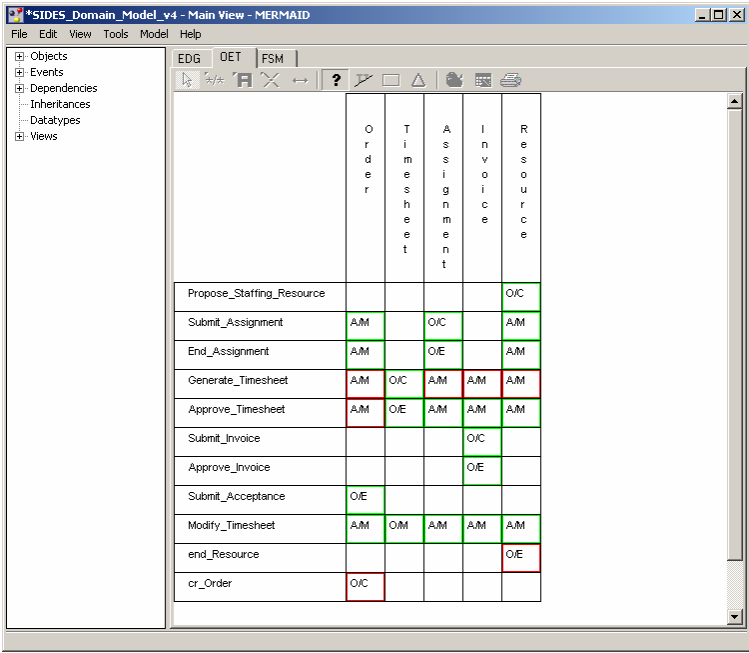 *SIDES_Domain_Model_v4 - Main View - MERMAID
File Edit View Tools Model Help
Objects
Events
Dependencies
Inheritances
Datatypes
Views
EDG OET FSM
*/* H ?
Order Timesheet Assignment Invoice Resource
Propose_Staffing_Resource O/C
Submit_Assignment A/M O/C A/M
End_Assignment A/M O/E A/M
Generate_Timesheet A/M O/C A/M A/M A/M
Approve_Timesheet A/M O/E A/M A/M A/M
Submit_Invoice O/C
Approve_Invoice O/E
Submit_Acceptance O/E
Modify_Timesheet A/M O/M A/M A/M A/M
end_Resource O/E
cr_Order O/C